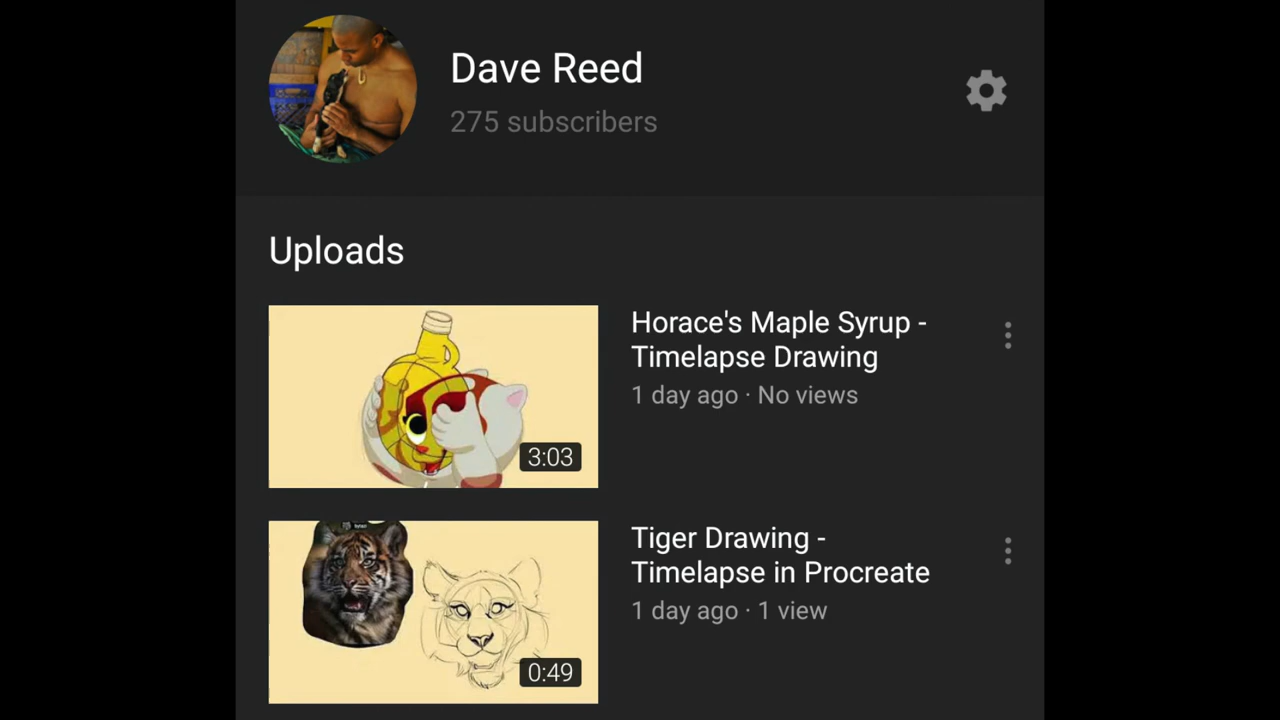 Dave Reed
275 subscribers
Uploads
Horace's Maple Syrup -
Timelapse Drawing
1 day ago · No views
3:03
Tiger Drawing -
Timelapse in Procreate
1 day ago · 1 view
0:49